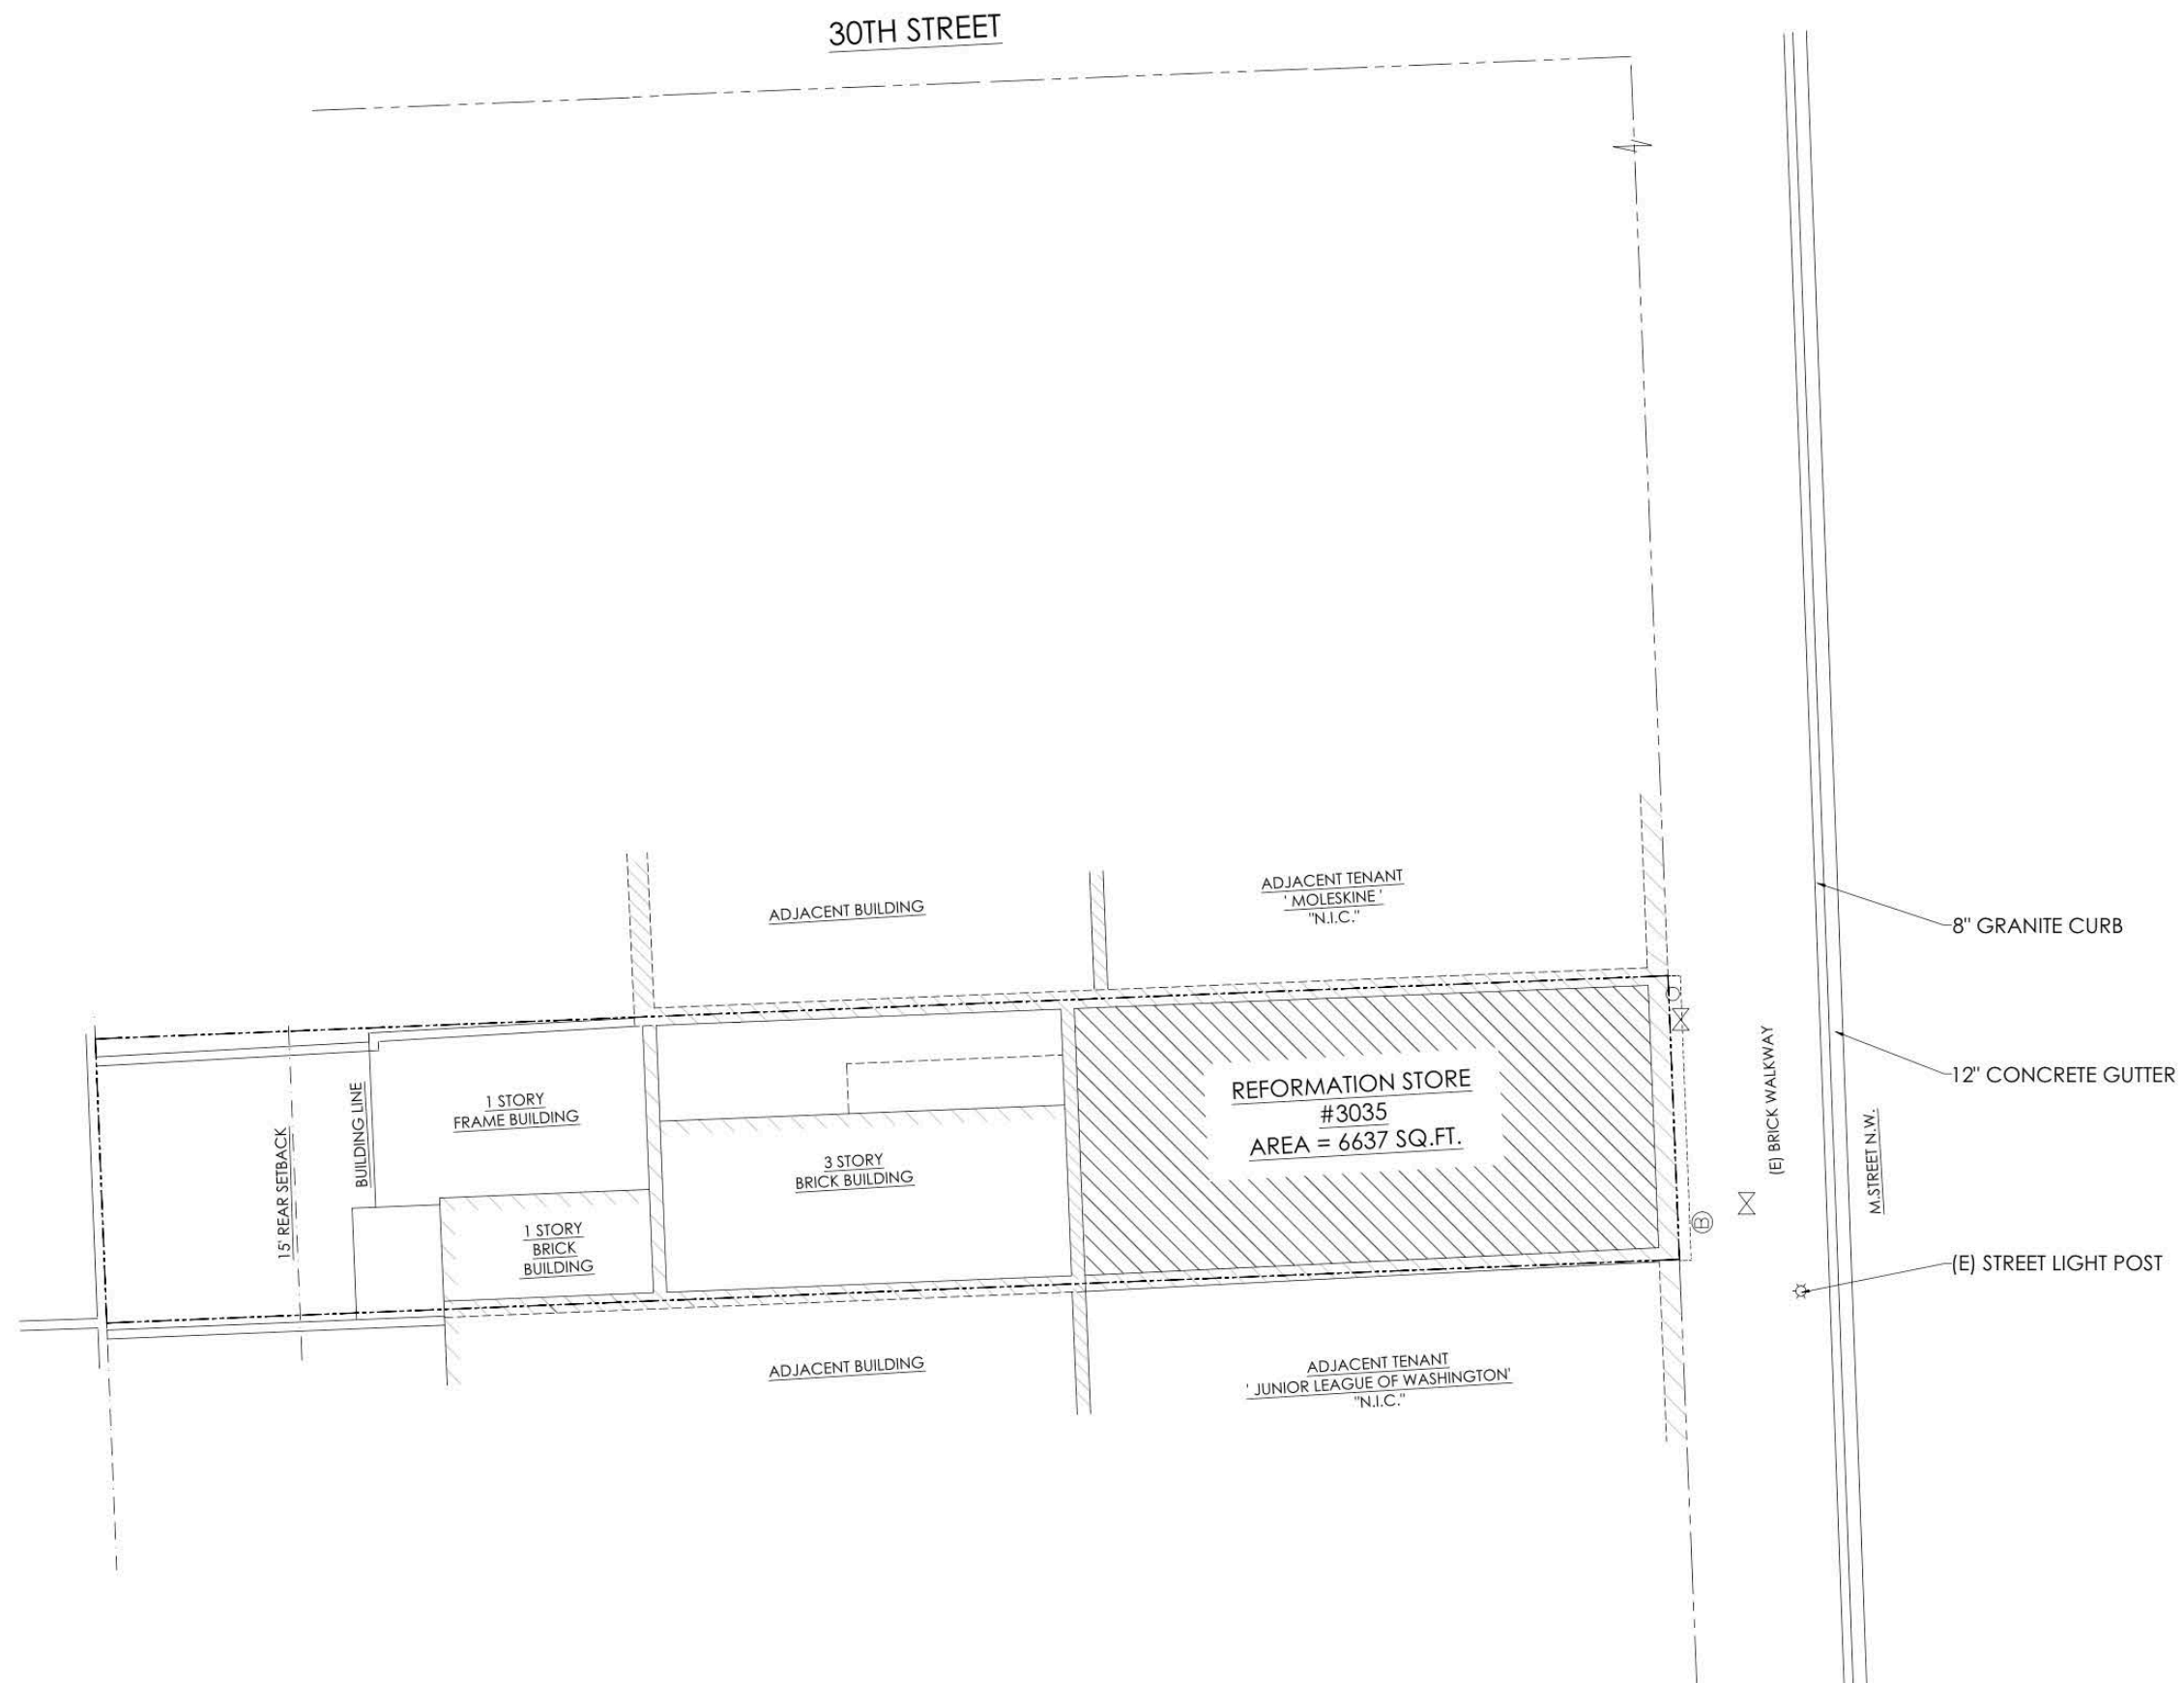 30TH STREET
ADJACENT BUILDING
ADJACENT TENANT
' MOLESKINE '
"N.I.C."
8" GRANITE CURB
12" CONCRETE GUTTER
(E) BRICK WALKWAY
M.STREET N.W.
15' REAR SETBACK
BUILDING LINE
1 STORY
FRAME BUILDING
1 STORY
BRICK
BUILDING
3 STORY
BRICK BUILDING
REFORMATION STORE
#3035
AREA = 6637 SQ.FT.
B
(E) STREET LIGHT POST
ADJACENT BUILDING
ADJACENT TENANT
' JUNIOR LEAGUE OF WASHINGTON'
"N.I.C."